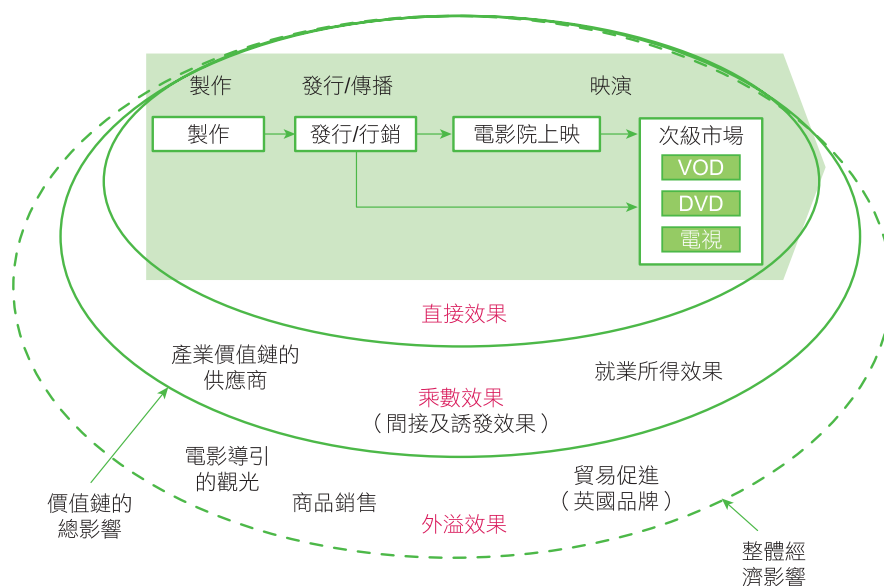 製作
發行/傳播
映演
製作
發行/行銷
電影院上映
次級市場
VOD
DVD
電視
直接效果
產業價值鏈的
供應商
就業所得效果
乘數效果
（間接及誘發效果）
電影導引
的觀光
商品銷售
貿易促進
（英國品牌）
外溢效果
價值鏈的
總影響
整體經
濟影響